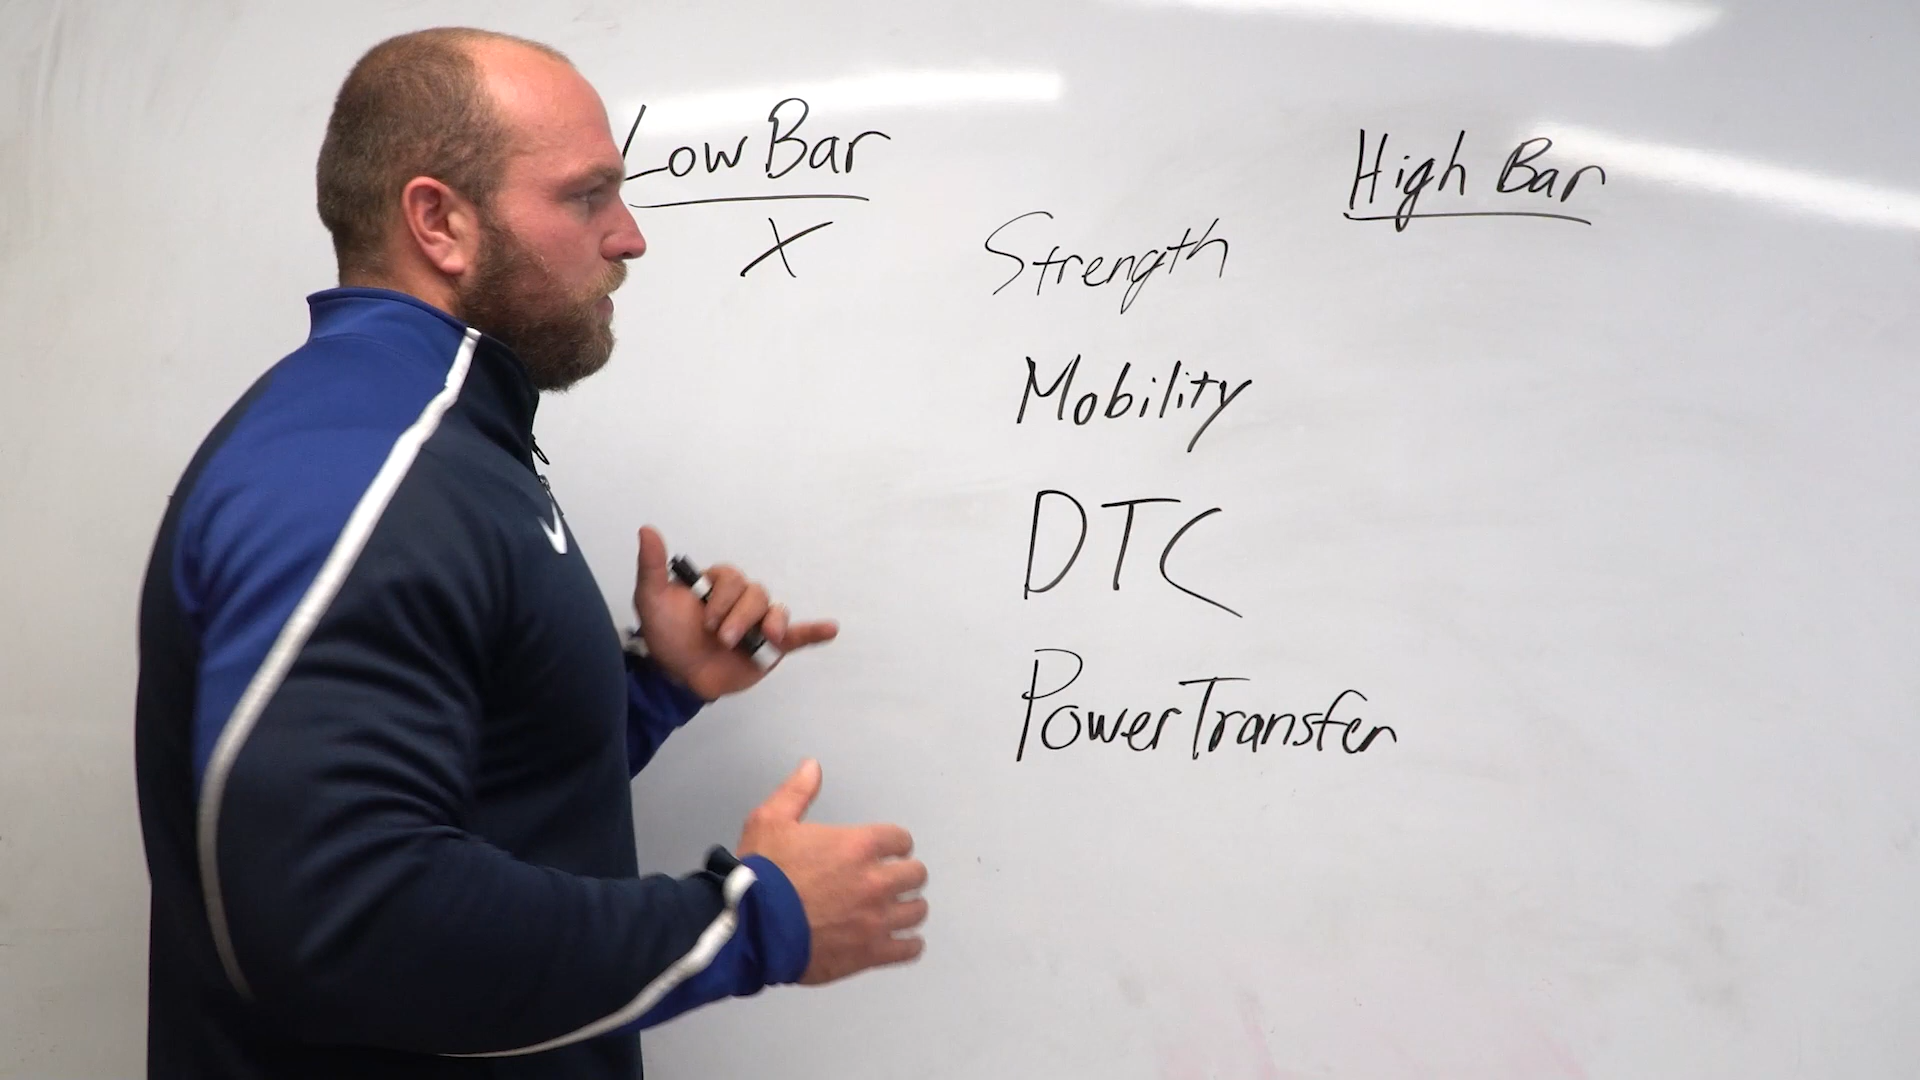 Low Bar
High Bar
X
Strength
Mobility
DTC
Power Transfer